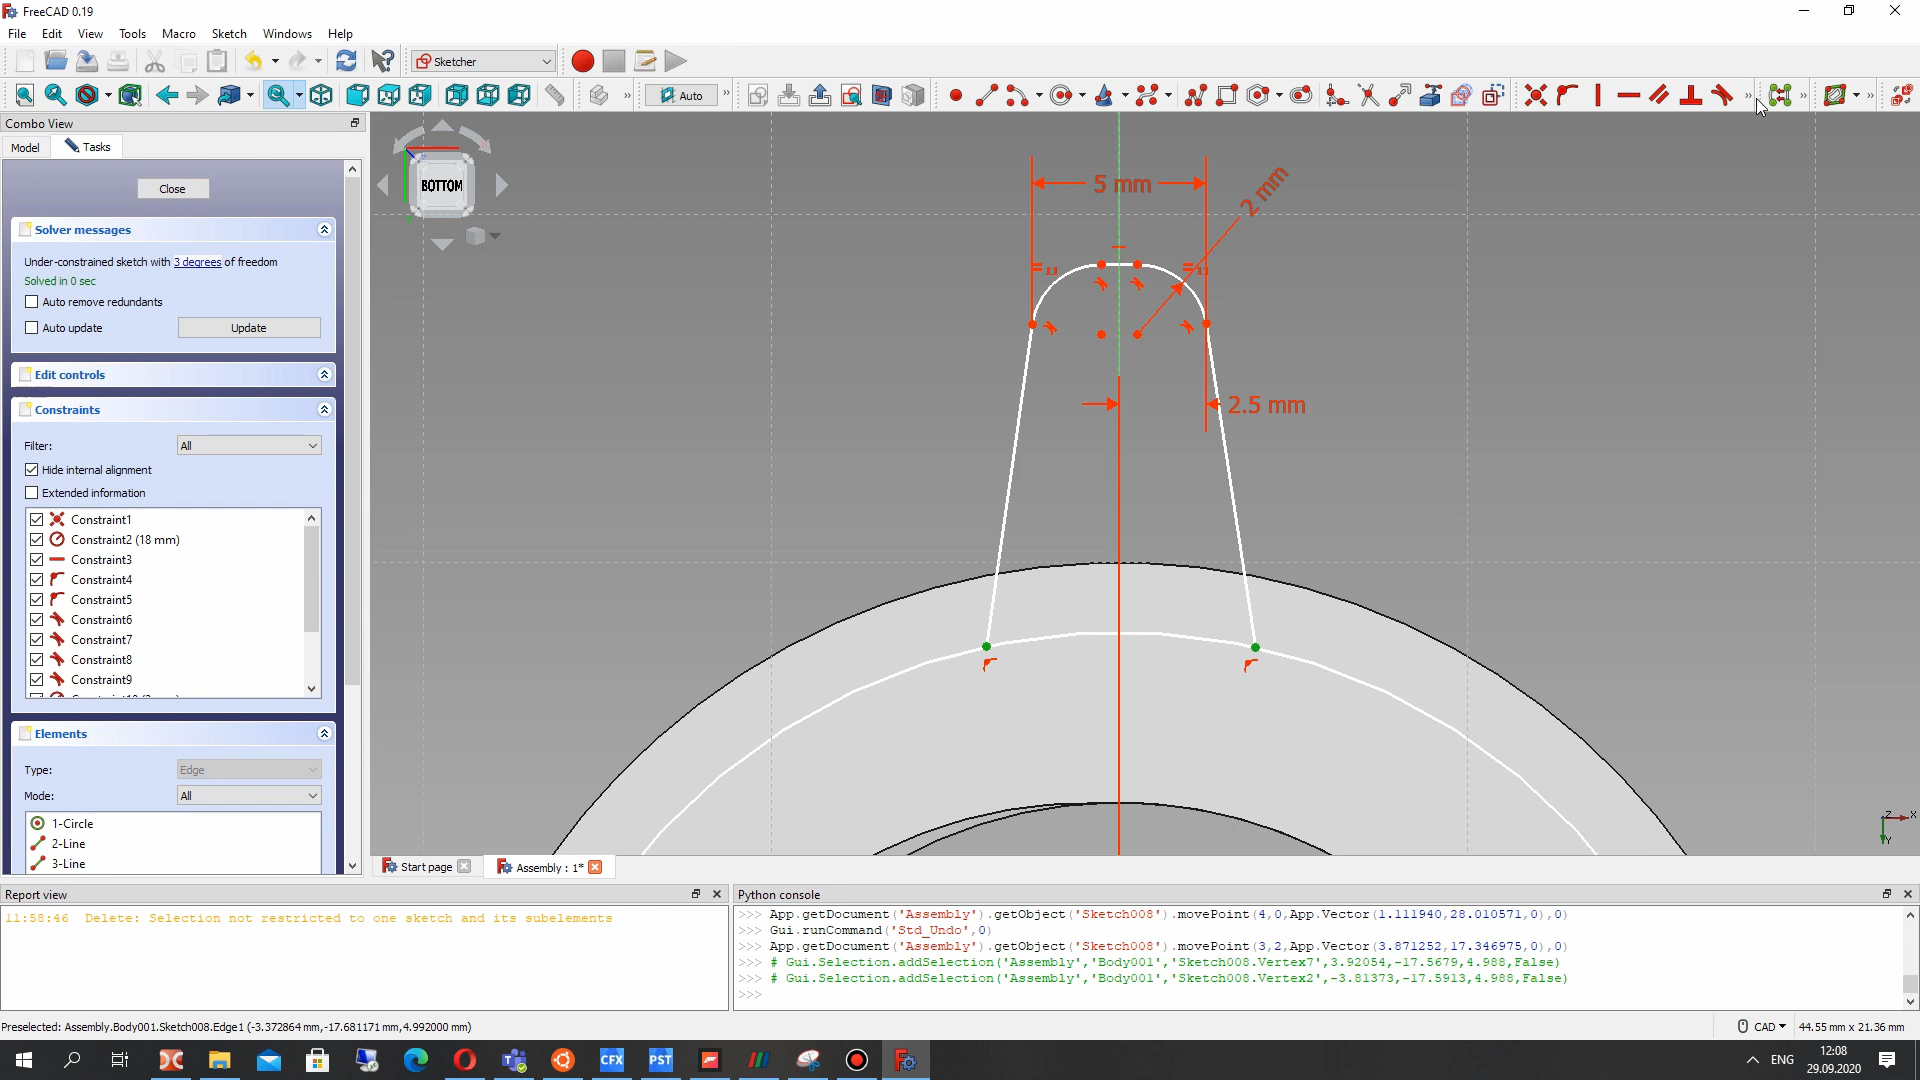 FreeCAD 0.19
File Edit View Tools Macro Sketch Windows Help
Sketcher
Auto
Combo View
Model Tasks
Close
Solver messages
Under-constrained sketch with 3 degrees of freedom
Solved in 0 sec
Auto remove redundants
Auto update Update
Edit controls
Constraints
Filter: All
Hide internal alignment
Extended information
Constraint1
Constraint2 (18 mm)
Constraint3
Constraint4
Constraint5
Constraint6
Constraint7
Constraint8
Constraint9
Elements
Type: Edge
Mode: All
1-Circle
2-Line
3-Line
BOTTOM
5 mm
2 mm
2.5 mm
Z X
Y
Start page Assembly : 1*
Report view
11:58:46 Delete: Selection not restricted to one sketch and its subelements
Python console
>>> App.getDocument('Assembly').getObject('Sketch008').movePoint(4,0,App.Vector(1.111940,28.010571,0),0)
>>> Gui.runCommand('Std_Undo',0)
>>> App.getDocument('Assembly').getObject('Sketch008').movePoint(3,2,App.Vector(3.871252,17.346975,0),0)
>>> # Gui.Selection.addSelection('Assembly','Body001','Sketch008.Vertex7',3.92054,-17.5679,4.988,False)
>>> # Gui.Selection.addSelection('Assembly','Body001','Sketch008.Vertex2',-3.81373,-17.5913,4.988,False)
>>>
Preselected: Assembly.Body001.Sketch008.Edge1 (-3.372864 mm,-17.681171 mm,4.992000 mm)
CAD 44.55 mm x 21.36 mm
CFX PST
ENG
12:08
29.09.2020